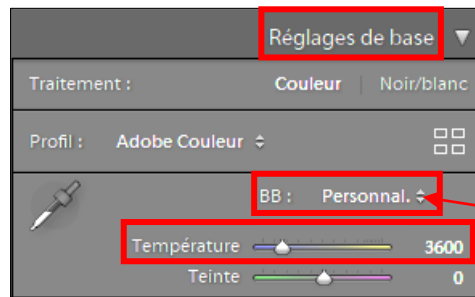 Réglages de base
Traitement : Couleur Noir/blanc
Profil : Adobe Couleur
BB : Personnal.
Température 3600
Teinte 0